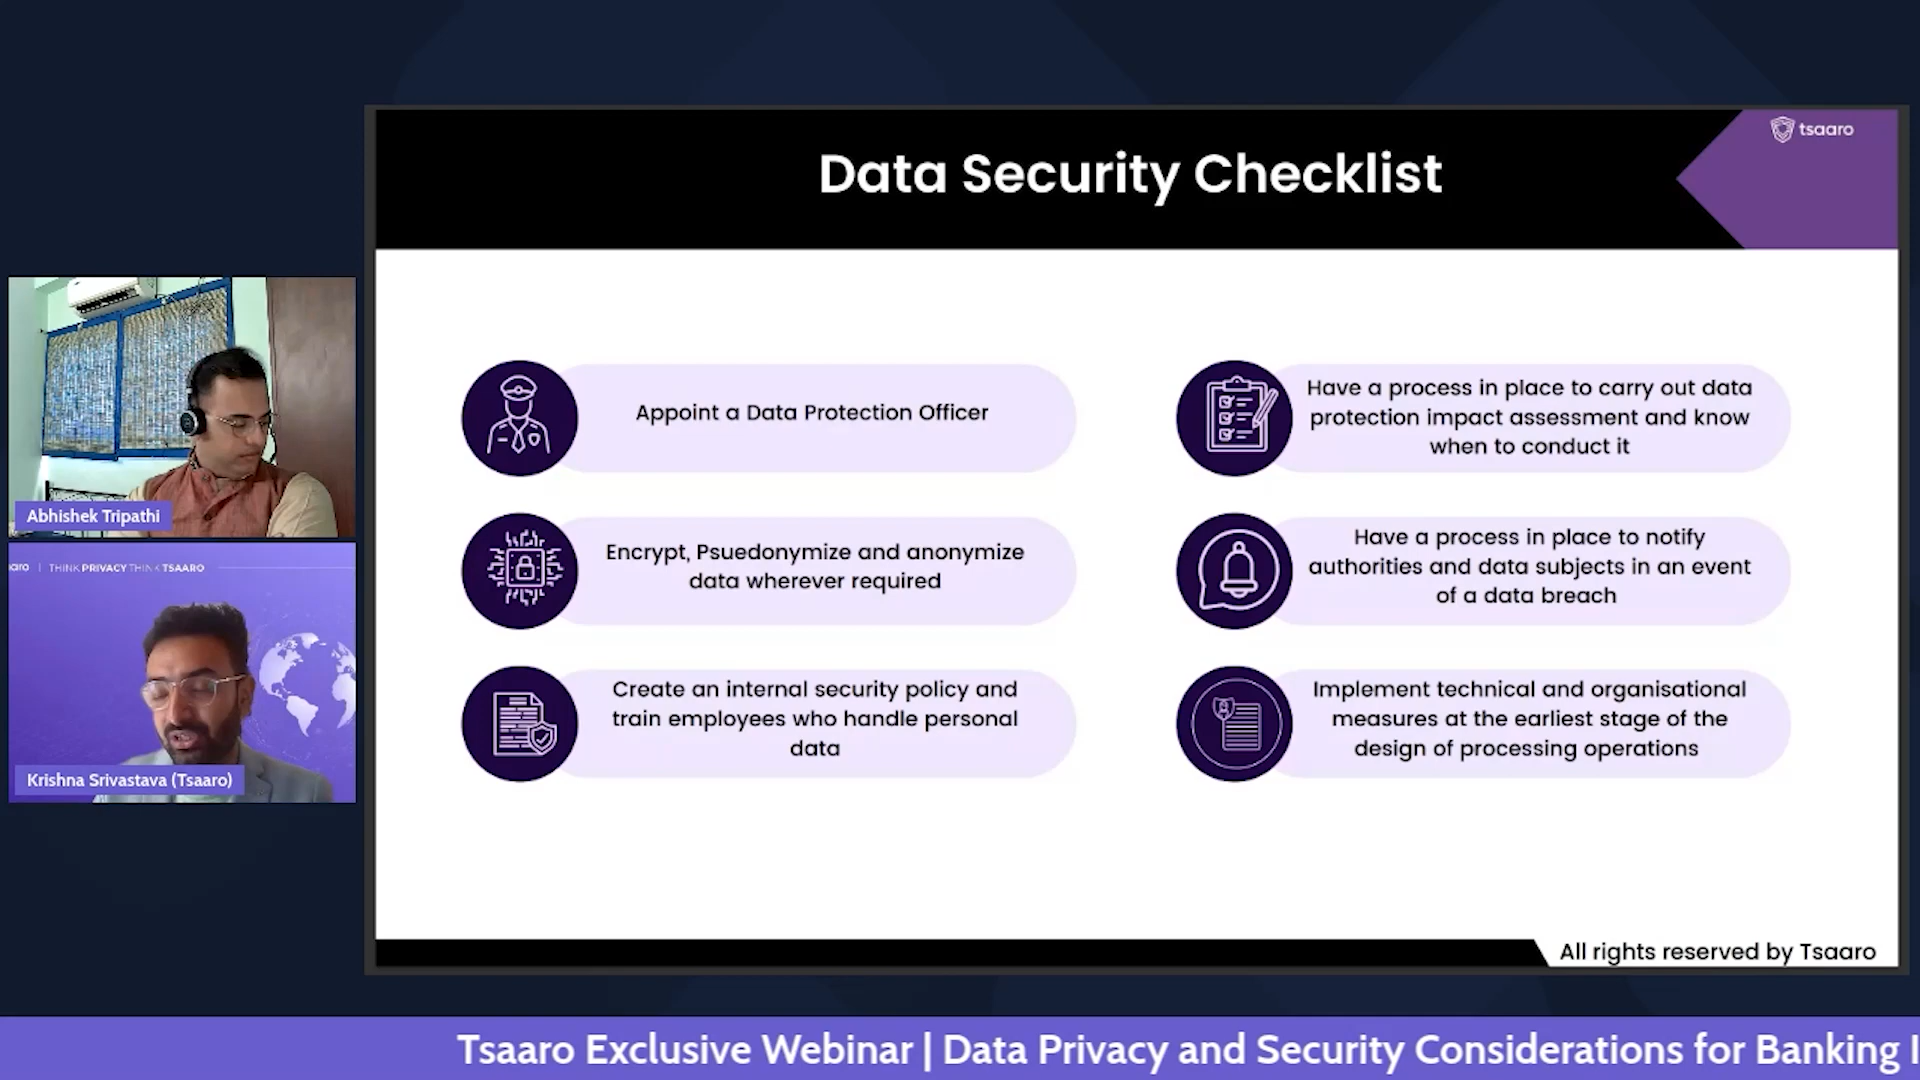 tsaaro
Data Security Checklist
Appoint a Data Protection Officer
Encrypt, Psuedonymize and anonymize
data wherever required
Create an internal security policy and
train employees who handle personal
data
Have a process in place to carry out data
protection impact assessment and know
when to conduct it
Have a process in place to notify
authorities and data subjects in an event
of a data breach
Implement technical and organisational
measures at the earliest stage of the
design of processing operations
All rights reserved by Tsaaro
Abhishek Tripathi
aro | THINK PRIVACY THINK TSAARO
Krishna Srivastava (Tsaaro)
Tsaaro Exclusive Webinar | Data Privacy and Security Considerations for Banking